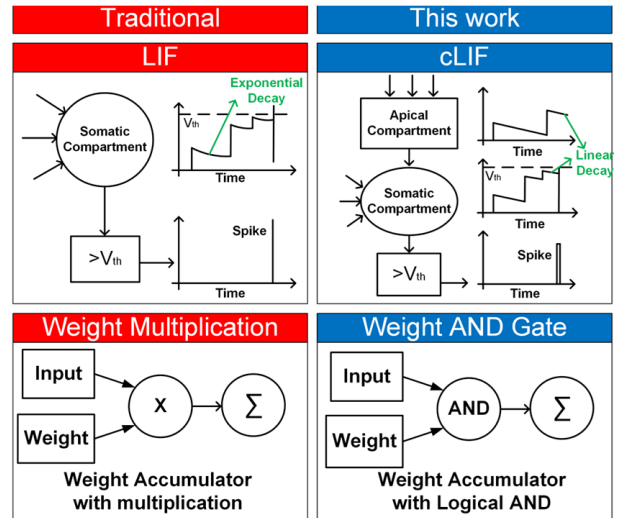 Traditional
This work
LIF
cLIF
Somatic
Compartment
>Vth
Exponential
Decay
Vth
Time
Spike
Time
Apical
Compartment
Somatic
Compartment
>Vth
Linear
Decay
Time
Vth
Time
Spike
Time
Weight Multiplication
Weight AND Gate
Input
Weight
X
∑
Weight Accumulator
with multiplication
Input
Weight
AND
∑
Weight Accumulator
with Logical AND